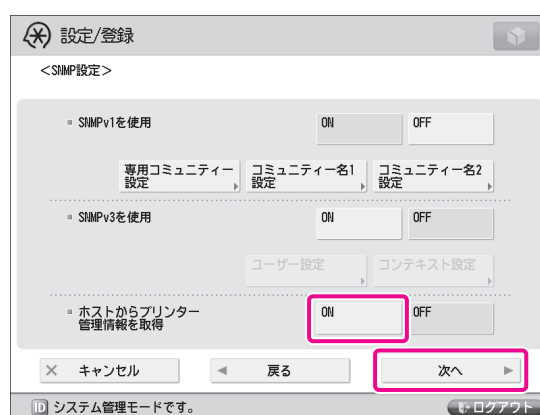 設定/登録
<SNMP設定>
SNMPv1を使用 ON OFF
専用コミュニティー設定 コミュニティー名1設定 コミュニティー名2設定
SNMPv3を使用 ON OFF
ユーザー設定 コンテキスト設定
ホストからプリンター ON OFF
管理情報を取得
キャンセル 戻る 次へ
ID システム管理モードです。 ログアウト